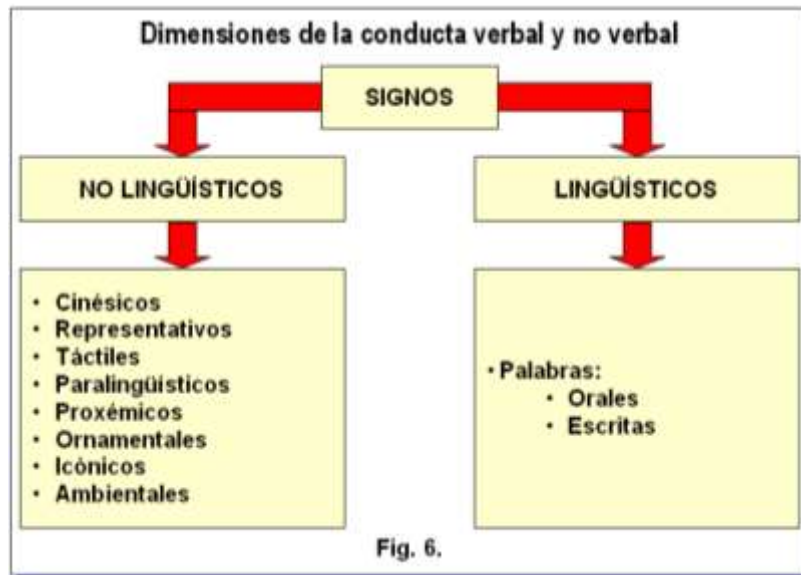 Dimensiones de la conducta verbal y no verbal
SIGNOS
NO LINGÜÍSTICOS
• Cinésicos
• Representativos
• Táctiles
• Paralingüísticos
• Proxémicos
• Ornamentales
• Icónicos
• Ambientales
LINGÜÍSTICOS
• Palabras:
• Orales
• Escritas
Fig. 6.